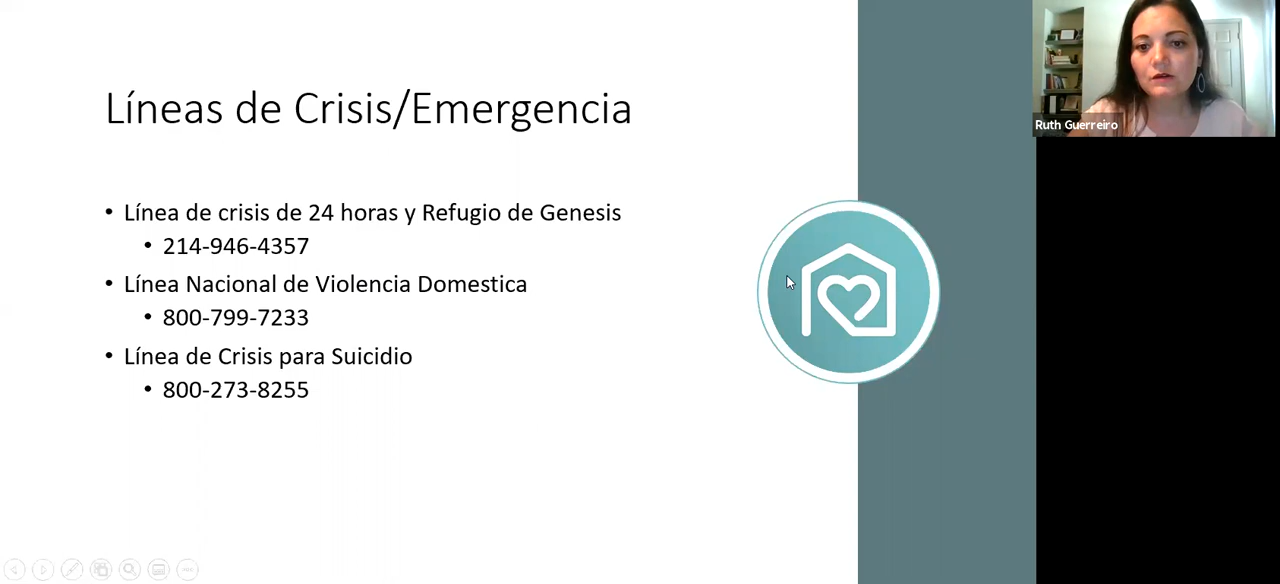 Líneas de Crisis/Emergencia
• Línea de crisis de 24 horas y Refugio de Genesis
• 214-946-4357
• Línea Nacional de Violencia Domestica
• 800-799-7233
• Línea de Crisis para Suicidio
• 800-273-8255
Ruth Guerreiro